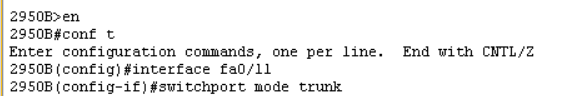 2950B>en
2950B#conf t
Enter configuration commands, one per line.  End with CNTL/Z
2950B(config)#interface fa0/11
2950B(config-if)#switchport mode trunk